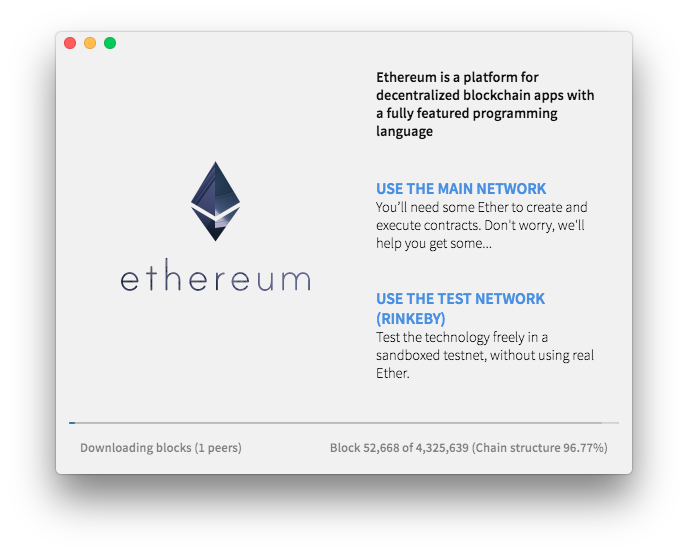 Ethereum is a platform for
decentralized blockchain apps with
a fully featured programming
language
ethereum
USE THE MAIN NETWORK
You'll need some Ether to create and
execute contracts. Don't worry, we'll
help you get some...
USE THE TEST NETWORK
(RINKEBY)
Test the technology freely in a
sandboxed testnet, without using real
Ether.
Downloading blocks (1 peers)
Block 52,668 of 4,325,639 (Chain structure 96.77%)